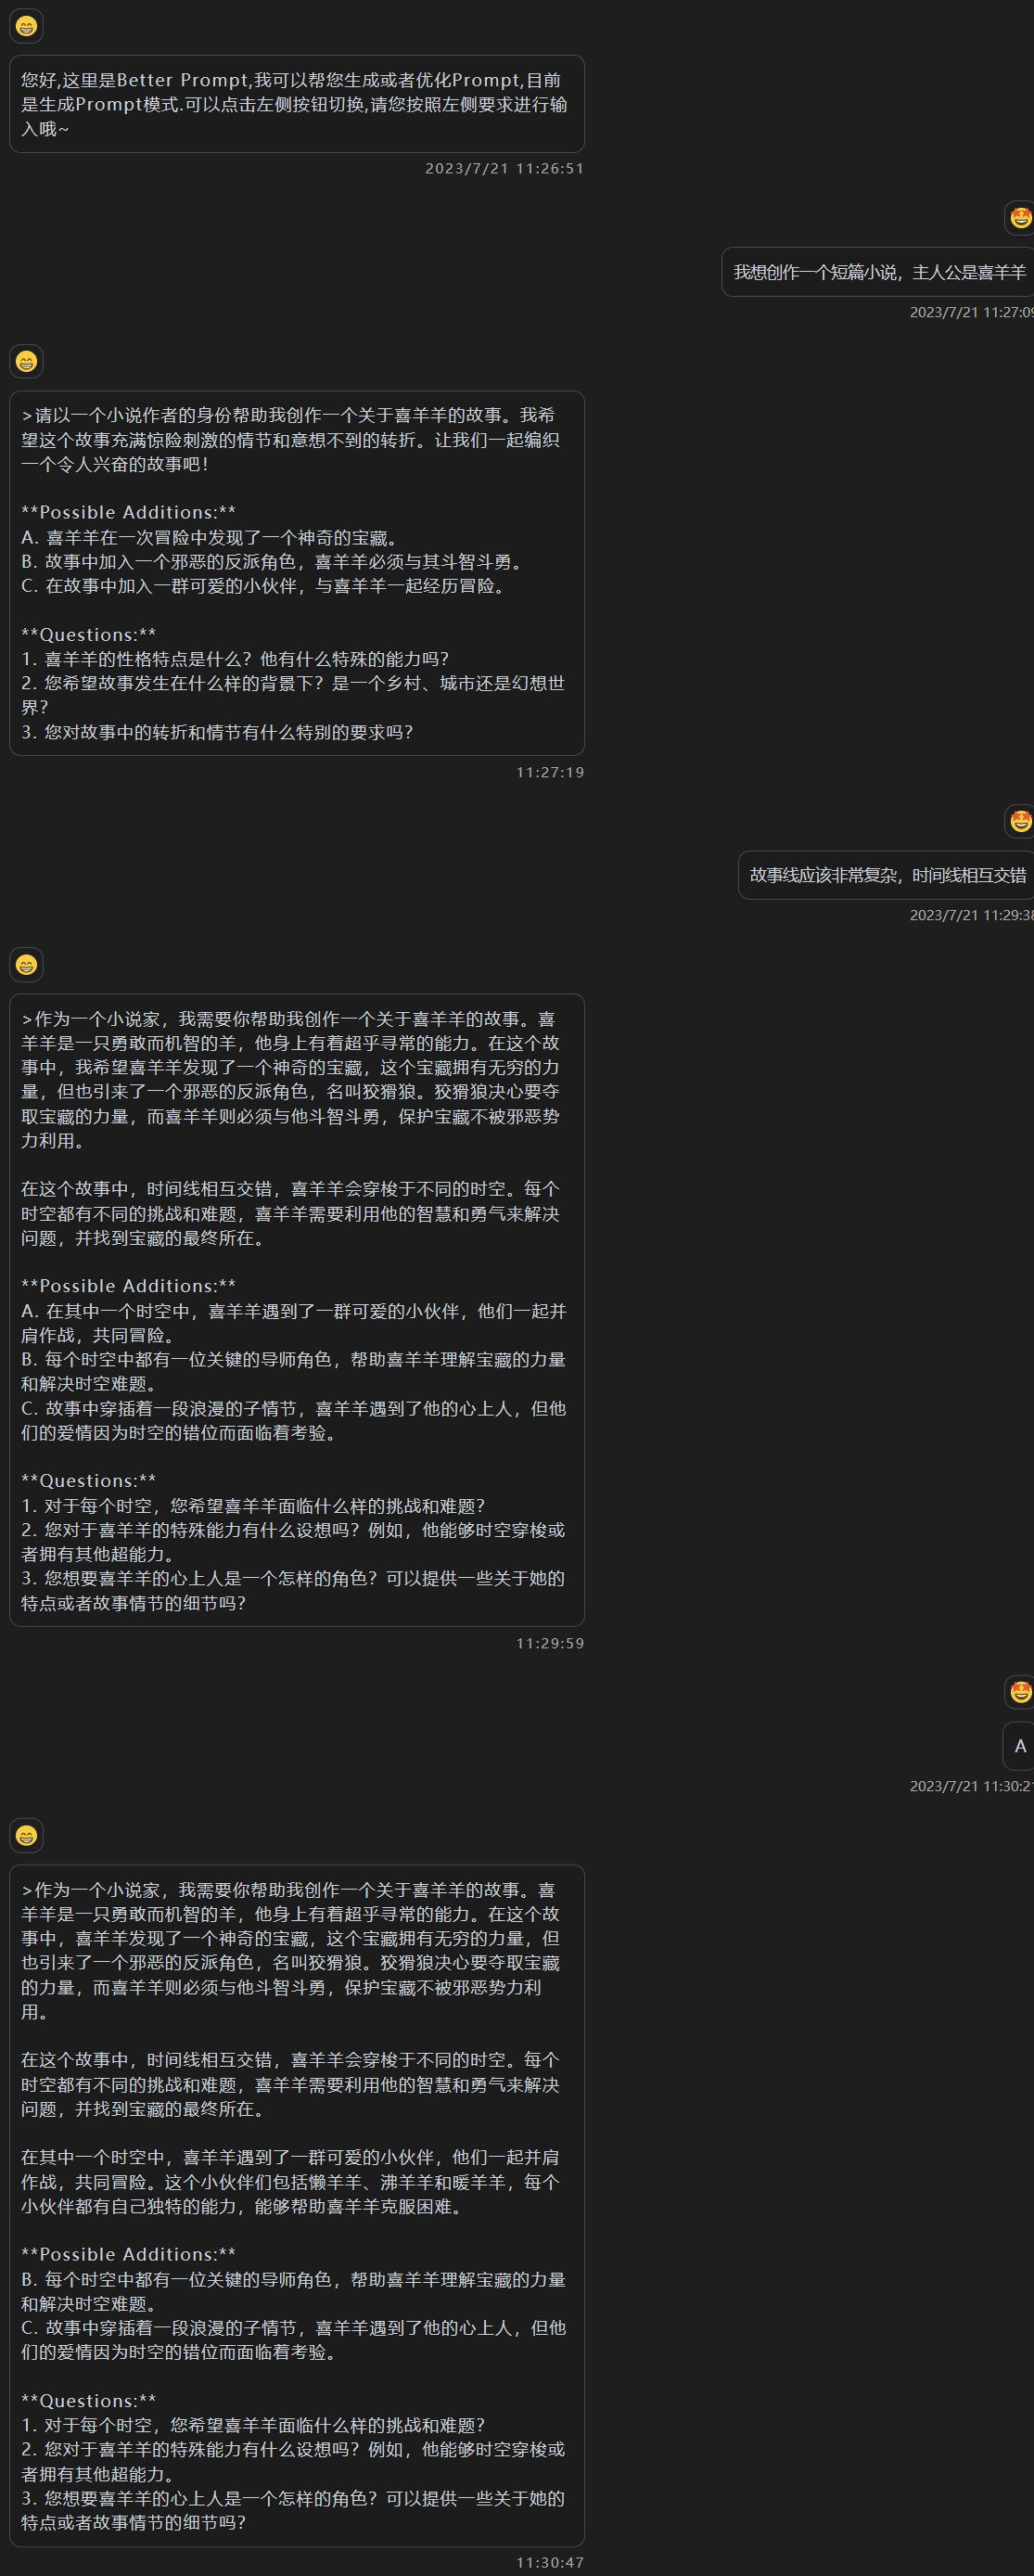 您好,这里是Better Prompt,我可以帮您生成或者优化Prompt,目前
是生成Prompt模式.可以点击左侧按钮切换,请您按照左侧要求进行输
入哦~
2023/7/21 11:26:51
我想创作一个短篇小说，主人公是喜羊羊
2023/7/21 11:27:09
>请以一个小说作者的身份帮助我创作一个关于喜羊羊的故事。我希
望这个故事充满惊险刺激的情节和意想不到的转折。让我们一起编织
一个令人兴奋的故事吧！
**Possible Additions:**
A. 喜羊羊在一次冒险中发现了一个神奇的宝藏。
B. 故事中加入一个邪恶的反派角色，喜羊羊必须与其斗智斗勇。
C. 在故事中加入一群可爱的小伙伴，与喜羊羊一起经历冒险。
**Questions:**
1. 喜羊羊的性格特点是什么？他有什么特殊的能力吗？
2. 您希望故事发生在什么样的背景下？是一个乡村、城市还是幻想世
界？
3. 您对故事中的转折和情节有什么特别的要求吗？
11:27:19
故事线应该非常复杂，时间线相互交错
2023/7/21 11:29:38
>作为一个小说家，我需要你帮助我创作一个关于喜羊羊的故事。喜
羊羊是一只勇敢而机智的羊，他身上有着超乎寻常的能力。在这个故
事中，我希望喜羊羊发现了一个神奇的宝藏，这个宝藏拥有无穷的力
量，但也引来了一个邪恶的反派角色，名叫狡猾狼。狡猾狼决心要夺
取宝藏的力量，而喜羊羊则必须与他斗智斗勇，保护宝藏不被邪恶势
力利用。
在这个故事中，时间线相互交错，喜羊羊会穿梭于不同的时空。每个
时空都有不同的挑战和难题，喜羊羊需要利用他的智慧和勇气来解决
问题，并找到宝藏的最终所在。
**Possible Additions:**
A. 在其中一个时空中，喜羊羊遇到了一群可爱的小伙伴，他们一起并
肩作战，共同冒险。
B. 每个时空中都有一位关键的导师角色，帮助喜羊羊理解宝藏的力量
和解决时空难题。
C. 故事中穿插着一段浪漫的子情节，喜羊羊遇到了他的心上人，但他
们的爱情因为时空的错位而面临着考验。
**Questions:**
1. 对于每个时空，您希望喜羊羊面临什么样的挑战和难题？
2. 您对于喜羊羊的特殊能力有什么设想吗？例如，他能够时空穿梭或
者拥有其他超能力。
3. 您想要喜羊羊的心上人是一个怎样的角色？可以提供一些关于她的
特点或者故事情节的细节吗？
11:29:59
A
2023/7/21 11:30:21
>作为一个小说家，我需要你帮助我创作一个关于喜羊羊的故事。喜
羊羊是一只勇敢而机智的羊，他身上有着超乎寻常的能力。在这个故
事中，喜羊羊发现了一个神奇的宝藏，这个宝藏拥有无穷的力量，但
也引来了一个邪恶的反派角色，名叫狡猾狼。狡猾狼决心要夺取宝藏
的力量，而喜羊羊则必须与他斗智斗勇，保护宝藏不被邪恶势力利
用。
在这个故事中，时间线相互交错，喜羊羊会穿梭于不同的时空。每个
时空都有不同的挑战和难题，喜羊羊需要利用他的智慧和勇气来解决
问题，并找到宝藏的最终所在。
在其中一个时空中，喜羊羊遇到了一群可爱的小伙伴，他们一起并肩
作战，共同冒险。这个小伙伴们包括懒羊羊、沸羊羊和暖羊羊，每个
小伙伴都有自己独特的能力，能够帮助喜羊羊克服困难。
**Possible Additions:**
B. 每个时空中都有一位关键的导师角色，帮助喜羊羊理解宝藏的力量
和解决时空难题。
C. 故事中穿插着一段浪漫的子情节，喜羊羊遇到了他的心上人，但他
们的爱情因为时空的错位而面临着考验。
**Questions:**
1. 对于每个时空，您希望喜羊羊面临什么样的挑战和难题？
2. 您对于喜羊羊的特殊能力有什么设想吗？例如，他能够时空穿梭或
者拥有其他超能力。
3. 您想要喜羊羊的心上人是一个怎样的角色？可以提供一些关于她的
特点或者故事情节的细节吗？
11:30:47